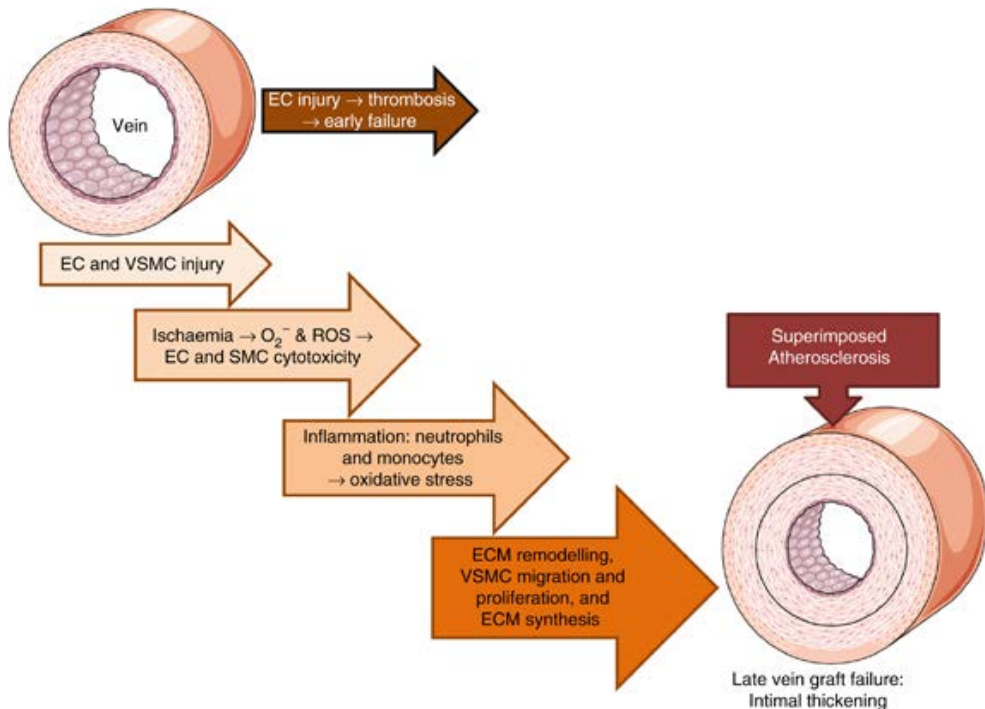 Vein
EC injury → thrombosis
→ early failure
EC and VSMC injury
Ischaemia → O₂⁻ & ROS →
EC and SMC cytotoxicity
Inflammation: neutrophils
and monocytes
→ oxidative stress
ECM remodelling,
VSMC migration and
proliferation, and
ECM synthesis
Superimposed
Atherosclerosis
Late vein graft failure:
Intimal thickening